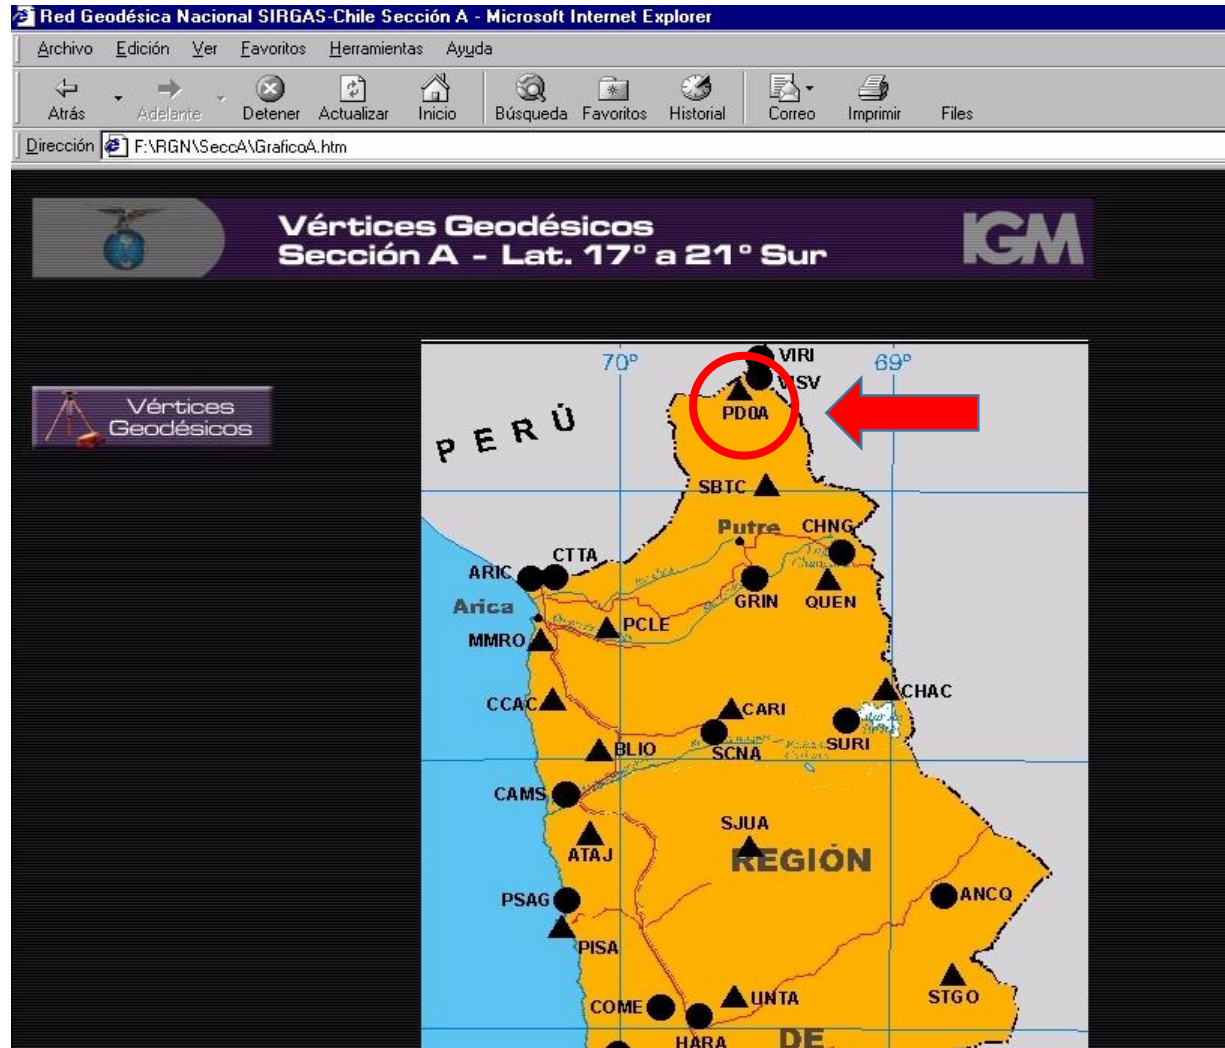 Red Geodésica Nacional SIRGAS-Chile Sección A - Microsoft Internet Explorer
Archivo Edición Ver Favoritos Herramientas Ayuda
Atrás Adelante Detener Actualizar Inicio Búsqueda Favoritos Historial Correo Imprimir Files
Dirección F:\RGN\SeccA\GraficoA.htm
Vértices Geodésicos
Sección A - Lat. 17° a 21° Sur
IGM
Vértices
Geodésicos
70°
VIRI
69°
VISV
PD0A
PERÚ
SBTC
Putre
CHNG
CTTA
ARIC
GRIN
QUEN
Arica
PCLE
MMRO
CHAC
CCAC
CARI
SURI
BLIO
SCNA
CAMS
SJUA
ATAJ
REGIÓN
PSAG
ANCQ
PISA
UNTA
STGO
COME
HARA
DE